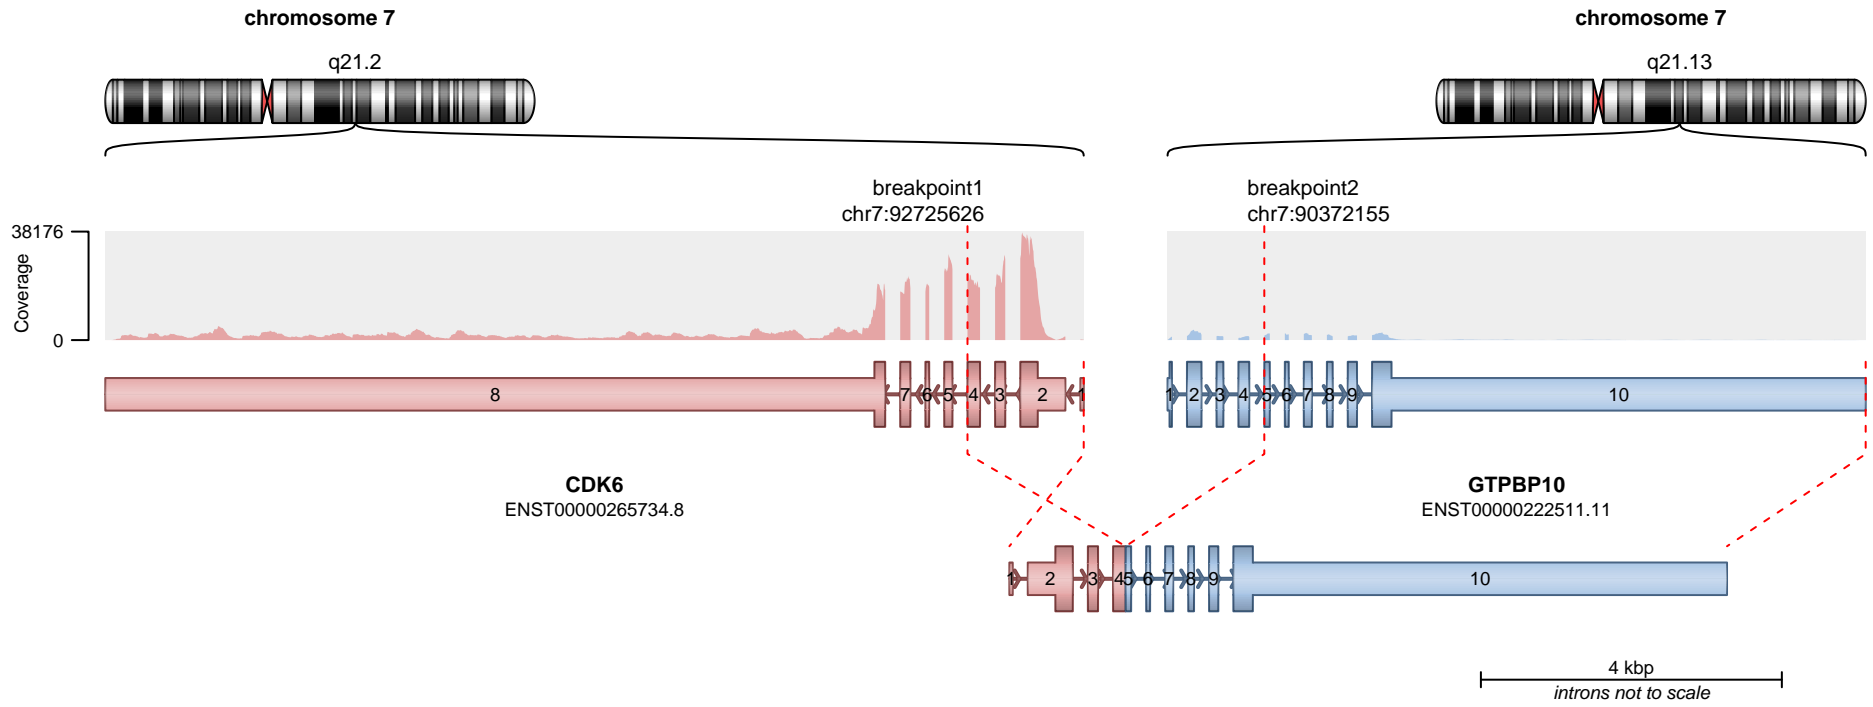 chromosome 7
chromosome 7
q21.2
q21.13
breakpoint1
chr7:92725626
breakpoint2
chr7:90372155
38176
Coverage
0
8 7 6 5 4 3 2 1
1 2 3 4 5 6 7 8 9 10
CDK6
ENST00000265734.8
GTPBP10
ENST00000222511.11
1 2 3 4 5 6 7 8 9 10
4 kbp
introns not to scale